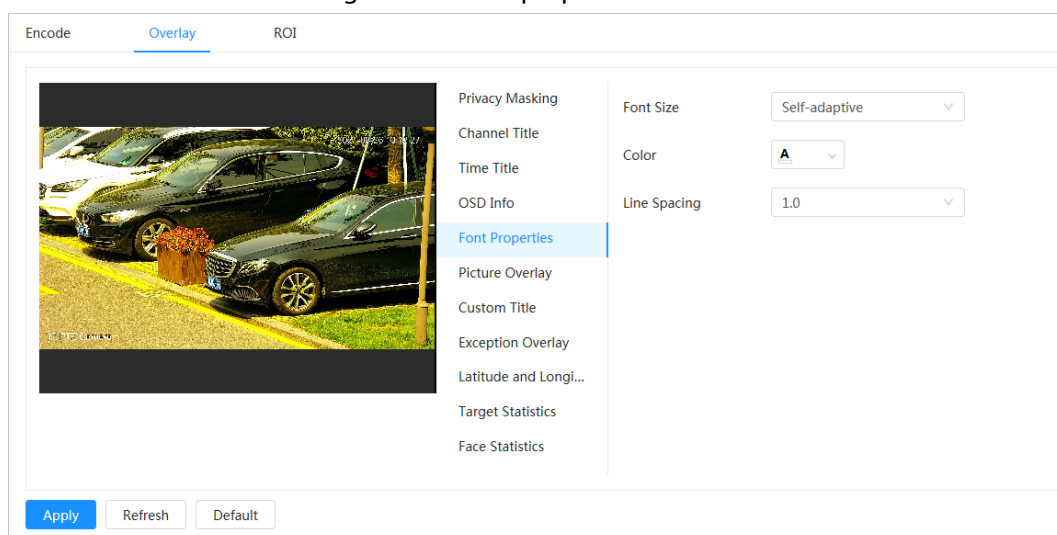 Encode
Overlay
ROI
Privacy Masking
Channel Title
Time Title
OSD Info
Font Properties
Picture Overlay
Custom Title
Exception Overlay
Latitude and Longi...
Target Statistics
Face Statistics
Font Size
Self-adaptive
Color
A
Line Spacing
1.0
Apply
Refresh
Default